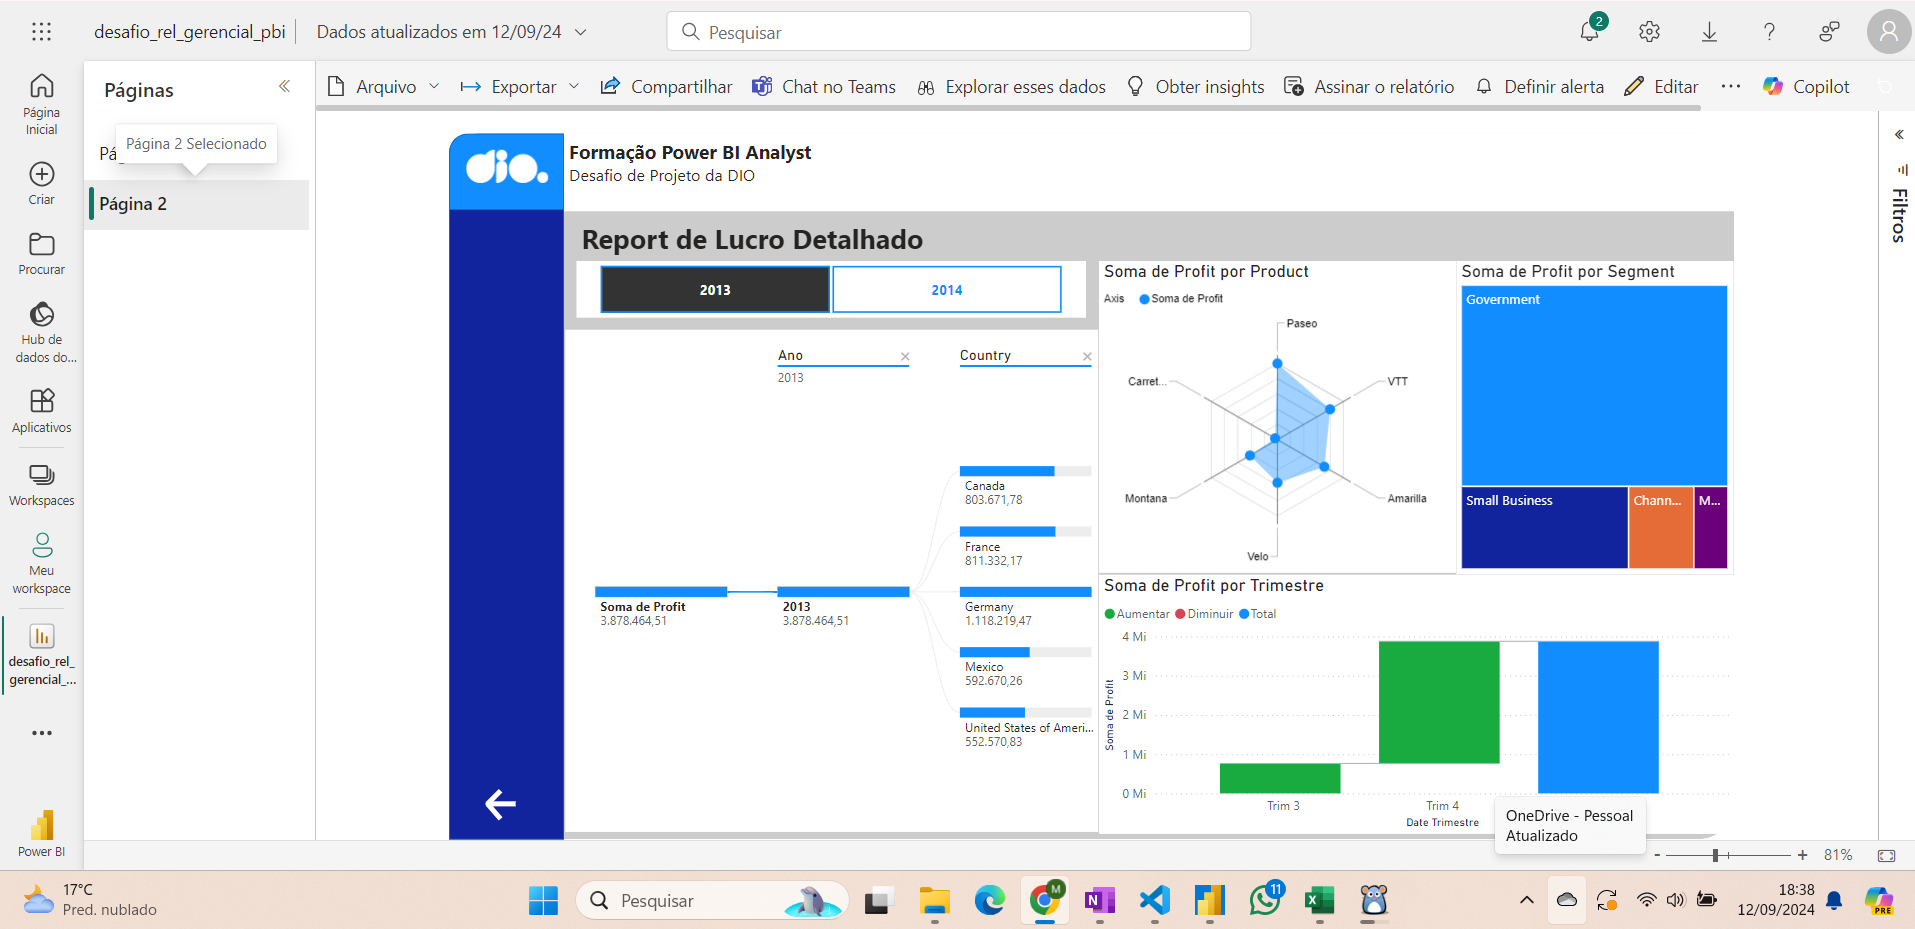 desafio_rel_gerencial_pbi
Dados atualizados em 12/09/24
Pesquisar
2
Página Inicial
Criar
Procurar
Hub de dados do...
Aplicativos
Workspaces
Meu workspace
desafio_rel_gerencial_...
Power BI
Páginas
Pá
Página 2 Selecionado
Página 2
Arquivo
Exportar
Compartilhar
Chat no Teams
Explorar esses dados
Obter insights
Assinar o relatório
Definir alerta
Editar
Copilot
Filtros
dio.
Formação Power BI Analyst
Desafio de Projeto da DIO
Report de Lucro Detalhado
2013
2014
Ano
2013
Country
Soma de Profit
3.878.464,51
2013
3.878.464,51
Canada
803.671,78
France
811.332,17
Germany
1.118.219,47
Mexico
592.670,26
United States of Ameri...
552.570,83
Soma de Profit por Product
Axis
Soma de Profit
Paseo
VTT
Amarilla
Velo
Montana
Carret...
Soma de Profit por Segment
Government
Small Business
Chann...
M...
Soma de Profit por Trimestre
Aumentar
Diminuir
Total
Soma de Profit
4 Mi
3 Mi
2 Mi
1 Mi
0 Mi
Trim 3
Trim 4
Date Trimestre
OneDrive - Pessoal
Atualizado
- + 81%
17°C
Pred. nublado
Pesquisar
M
N
11
X
PRE
18:38
12/09/2024